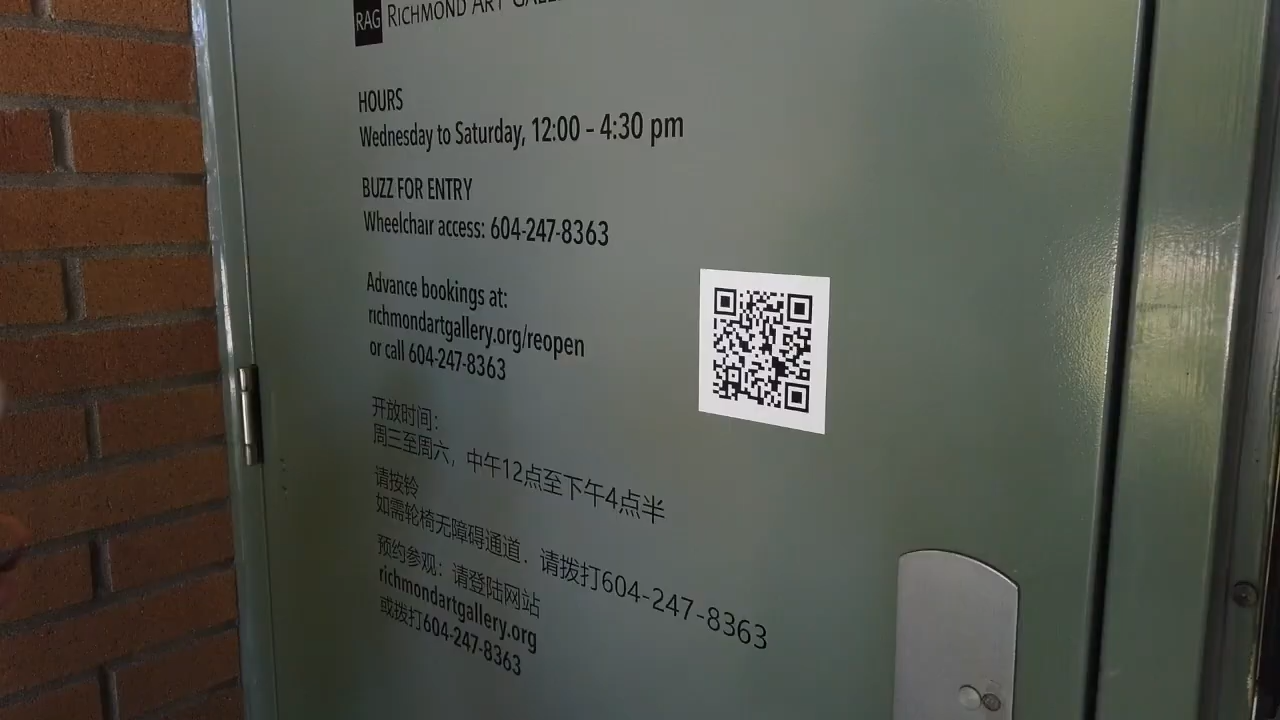 RAG RICHMOND ART
HOURS
Wednesday to Saturday, 12:00 – 4:30 pm
BUZZ FOR ENTRY
Wheelchair access: 604-247-8363
Advance bookings at:
richmondartgallery.org/reopen
or call 604-247-8363
开放时间：
周三至周六，中午12点至下午4点半
请按铃
如需轮椅无障碍通道．请拨打604-247-8363
预约参观：请登陆网站
richmondartgallery.org
或拨打604-247-8363